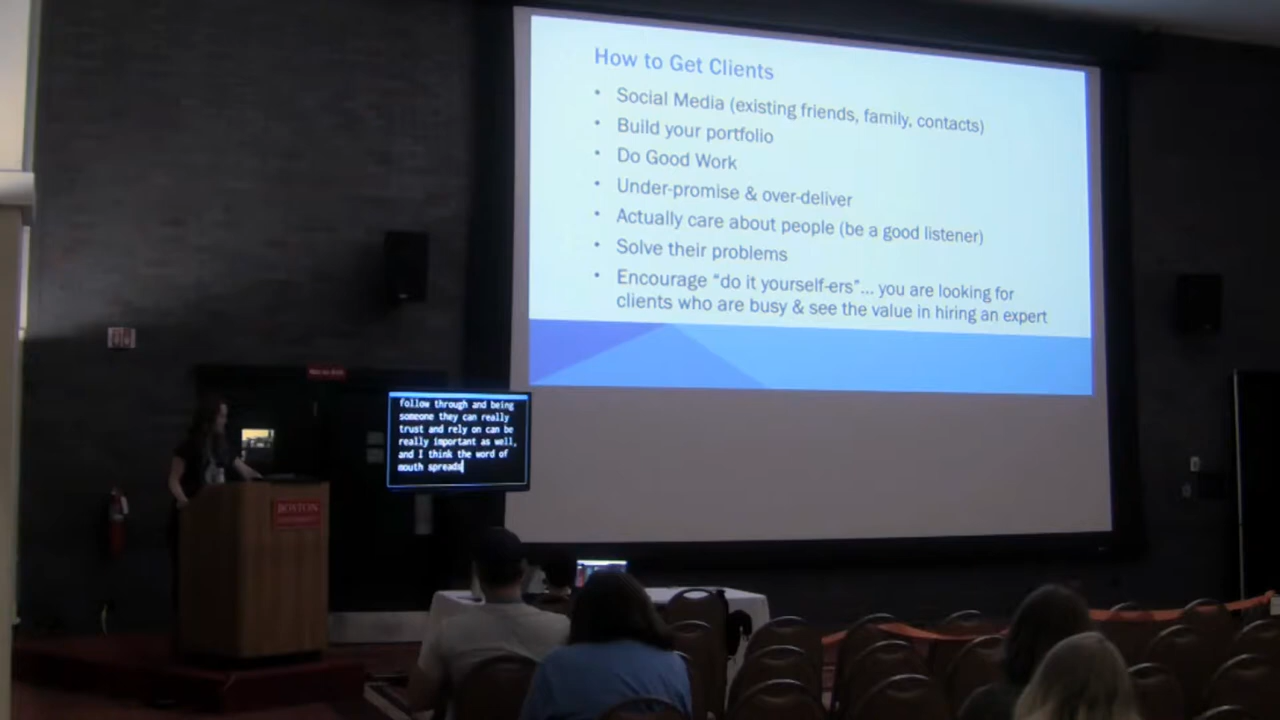 How to Get Clients
• Social Media (existing friends, family, contacts)
• Build your portfolio
• Do Good Work
• Under-promise & over-deliver
• Actually care about people (be a good listener)
• Solve their problems
• Encourage “do it yourself-ers”... you are looking for
clients who are busy & see the value in hiring an expert
follow through and being
someone they can really
trust and rely on can be
really important as well,
and I think the word of
mouth spreads
BOSTON